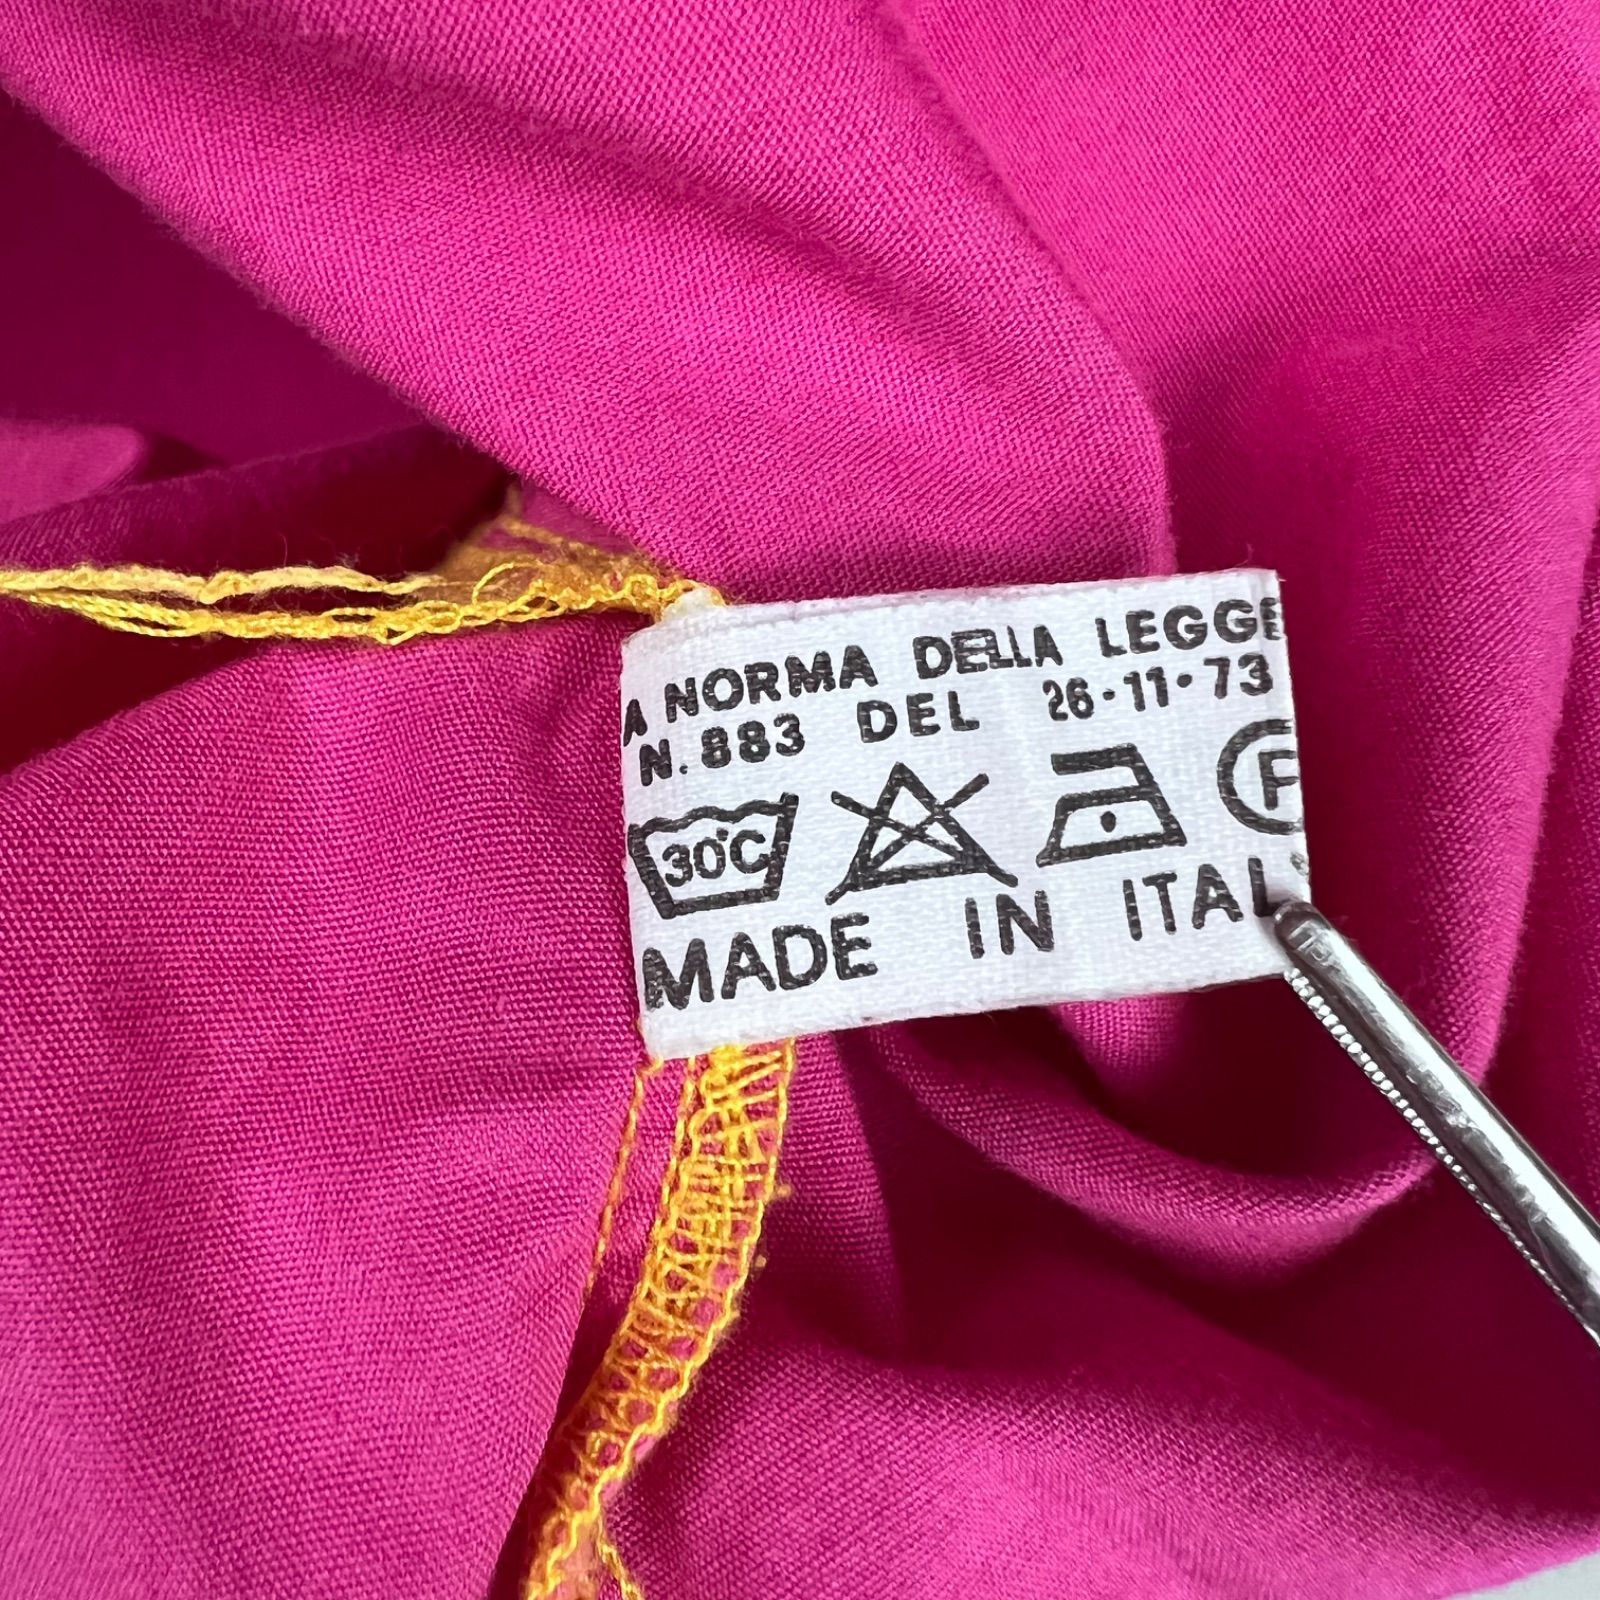 A NORMA DELLA LEGGE
N. 883 DEL 26·11·73
30°C F
MADE IN ITAL